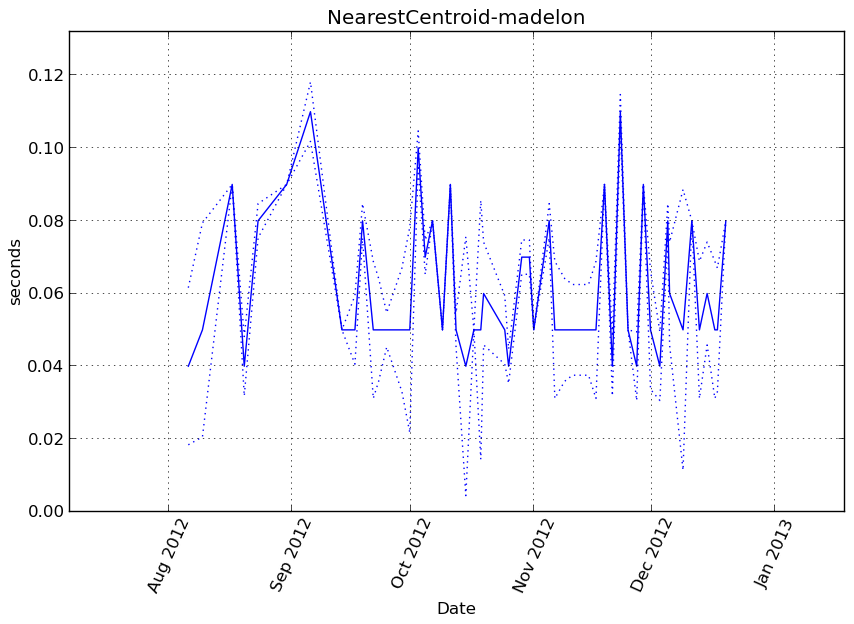 NearestCentroid-madelon
0.12
0.10
0.08
0.06
0.04
0.02
0.00
seconds
Aug 2012
Sep 2012
Oct 2012
Nov 2012
Dec 2012
Jan 2013
Date